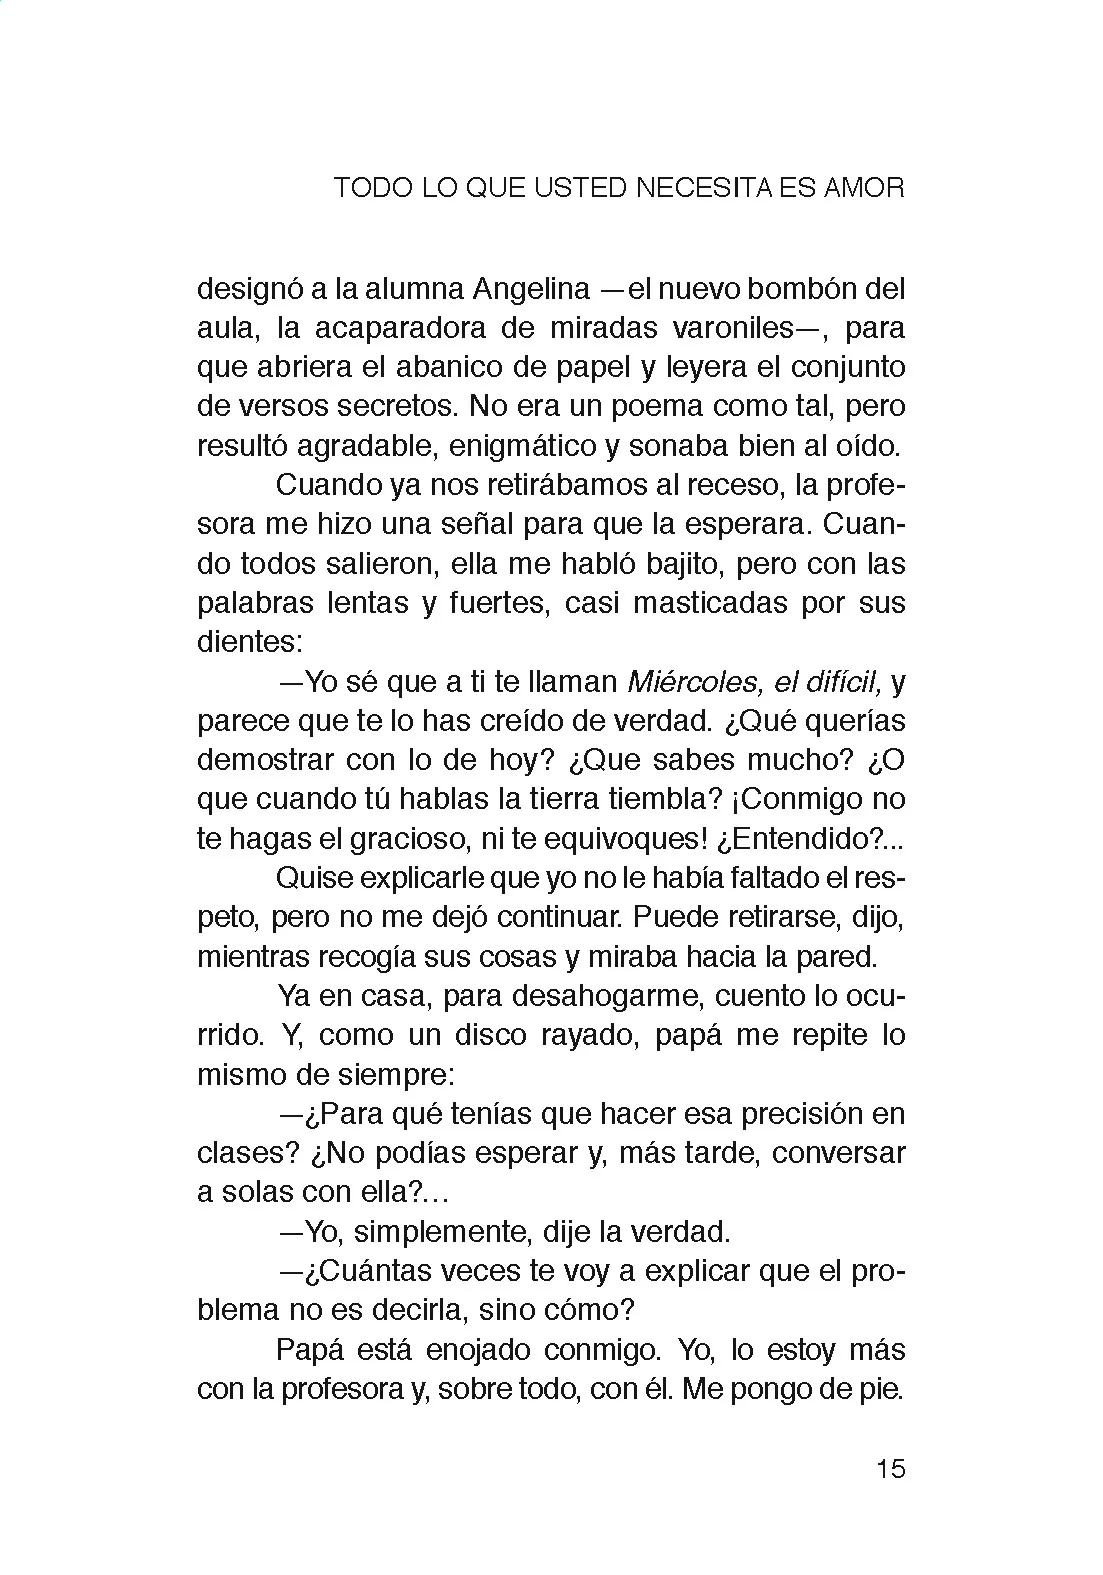 TODO LO QUE USTED NECESITA ES AMOR
designó a la alumna Angelina —el nuevo bombón del
aula, la acaparadora de miradas varoniles—, para
que abriera el abanico de papel y leyera el conjunto
de versos secretos. No era un poema como tal, pero
resultó agradable, enigmático y sonaba bien al oído.
Cuando ya nos retirábamos al receso, la profe-
sora me hizo una señal para que la esperara. Cuan-
do todos salieron, ella me habló bajito, pero con las
palabras lentas y fuertes, casi masticadas por sus
dientes:
—Yo sé que a ti te llaman Miércoles, el difícil, y
parece que te lo has creído de verdad. ¿Qué querías
demostrar con lo de hoy? ¿Que sabes mucho? ¿O
que cuando tú hablas la tierra tiembla? ¡Conmigo no
te hagas el gracioso, ni te equivoques! ¿Entendido?...
Quise explicarle que yo no le había faltado el res-
peto, pero no me dejó continuar. Puede retirarse, dijo,
mientras recogía sus cosas y miraba hacia la pared.
Ya en casa, para desahogarme, cuento lo ocu-
rrido. Y, como un disco rayado, papá me repite lo
mismo de siempre:
—¿Para qué tenías que hacer esa precisión en
clases? ¿No podías esperar y, más tarde, conversar
a solas con ella?...
—Yo, simplemente, dije la verdad.
—¿Cuántas veces te voy a explicar que el pro-
blema no es decirla, sino cómo?
Papá está enojado conmigo. Yo, lo estoy más
con la profesora y, sobre todo, con él. Me pongo de pie.
15